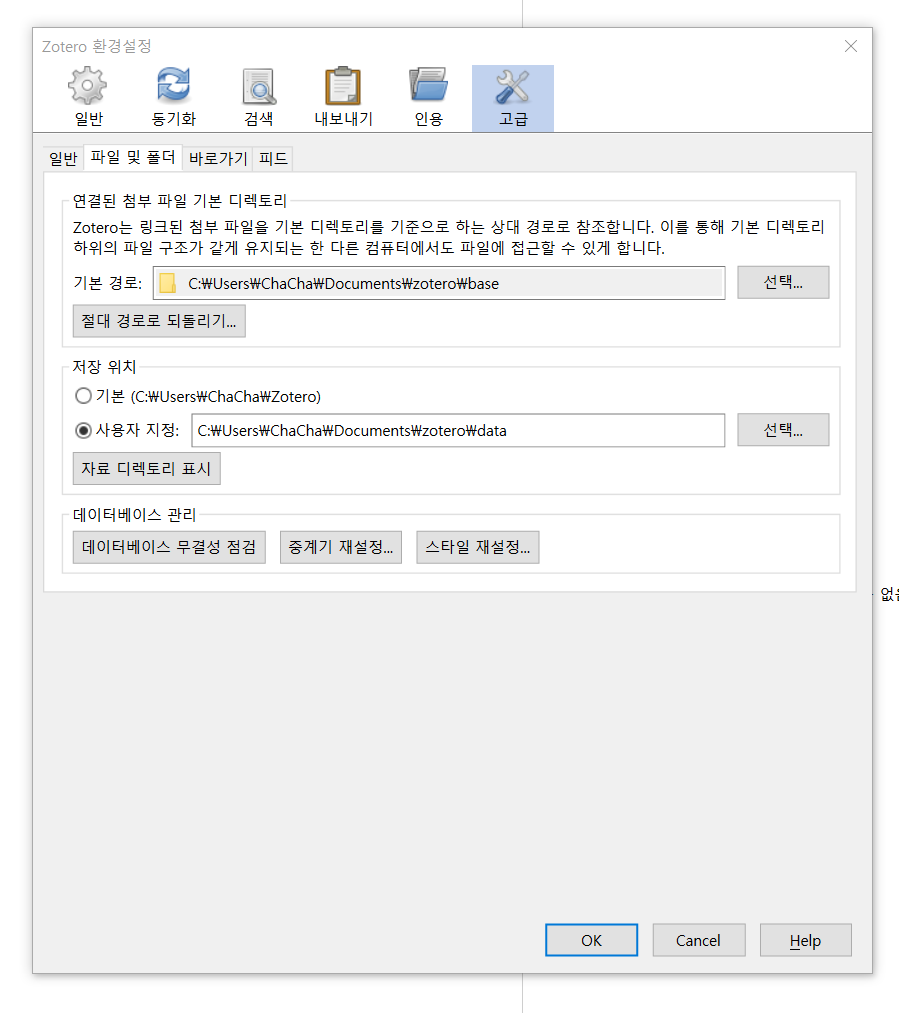 Zotero 환경설정
일반 동기화 검색 내보내기 인용 고급
일반 파일 및 폴더 바로가기 피드
연결된 첨부 파일 기본 디렉토리
Zotero는 링크된 첨부 파일을 기본 디렉토리를 기준으로 하는 상대 경로로 참조합니다. 이를 통해 기본 디렉토리
하위의 파일 구조가 같게 유지되는 한 다른 컴퓨터에서도 파일에 접근할 수 있게 합니다.
기본 경로: C:₩Users₩ChaCha₩Documents₩zotero₩base 선택...
절대 경로로 되돌리기...
저장 위치
기본 (C:₩Users₩ChaCha₩Zotero)
사용자 지정: C:₩Users₩ChaCha₩Documents₩zotero₩data 선택...
자료 디렉토리 표시
데이터베이스 관리
데이터베이스 무결성 점검 중계기 재설정... 스타일 재설정...
OK Cancel Help